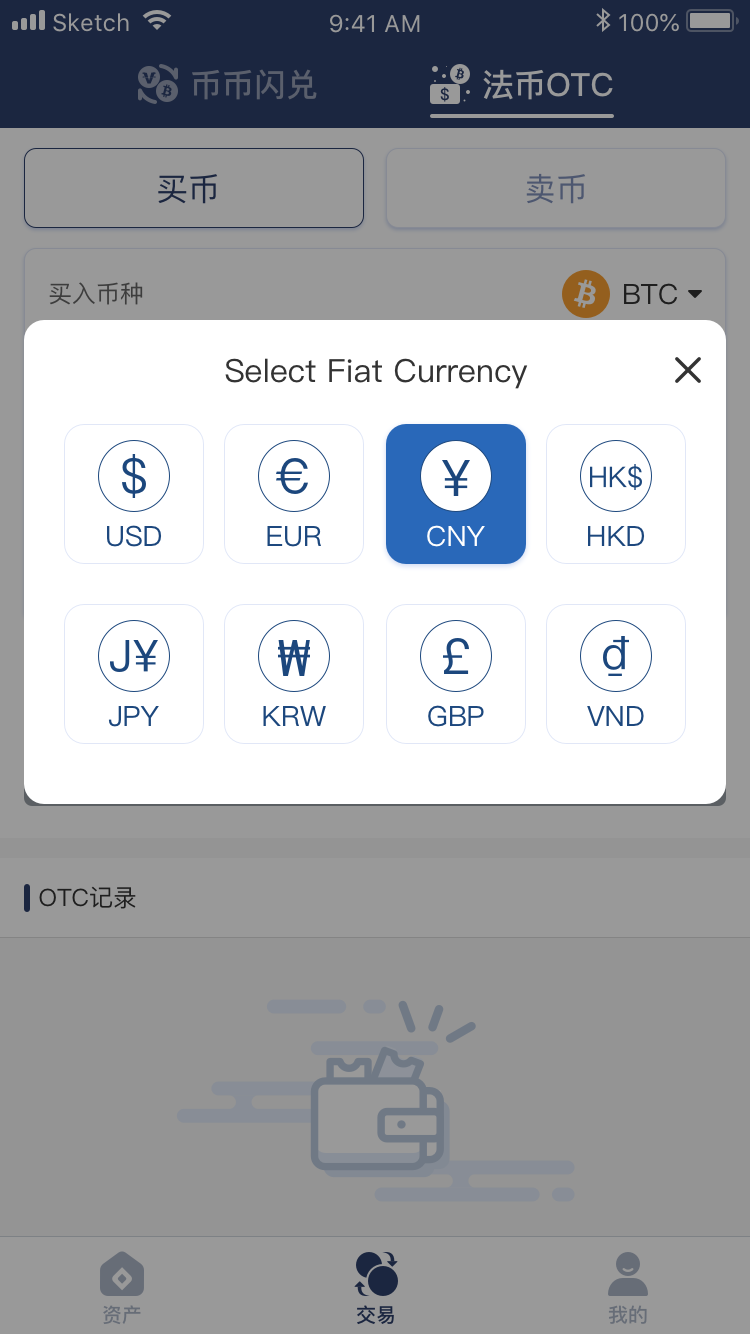 Sketch 9:41 AM 100%
币币闪兑 法币OTC
买币 卖币
买入币种 BTC
Select Fiat Currency
$ € ¥ HK$
USD EUR CNY HKD
J¥ ₩ £ ₫
JPY KRW GBP VND
OTC记录
资产 交易 我的